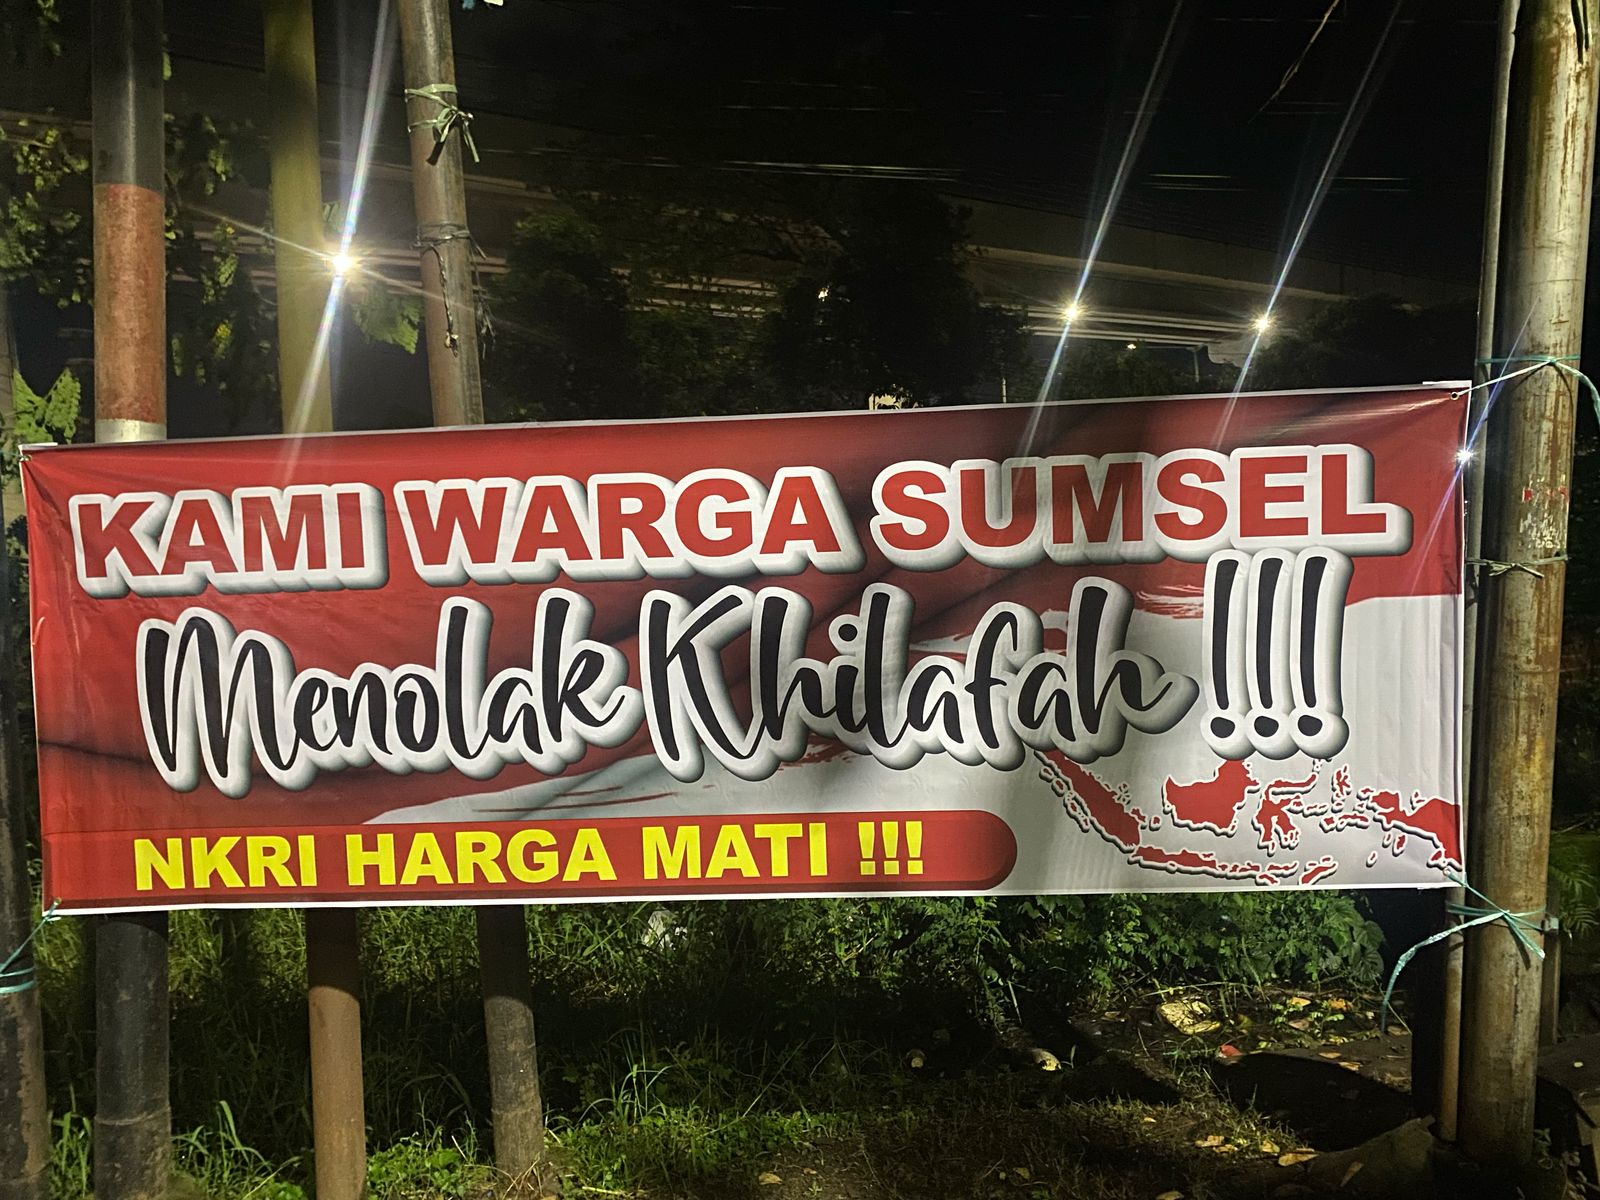 KAMI WARGA SUMSEL
Menolak Khilafah !!!
NKRI HARGA MATI !!!